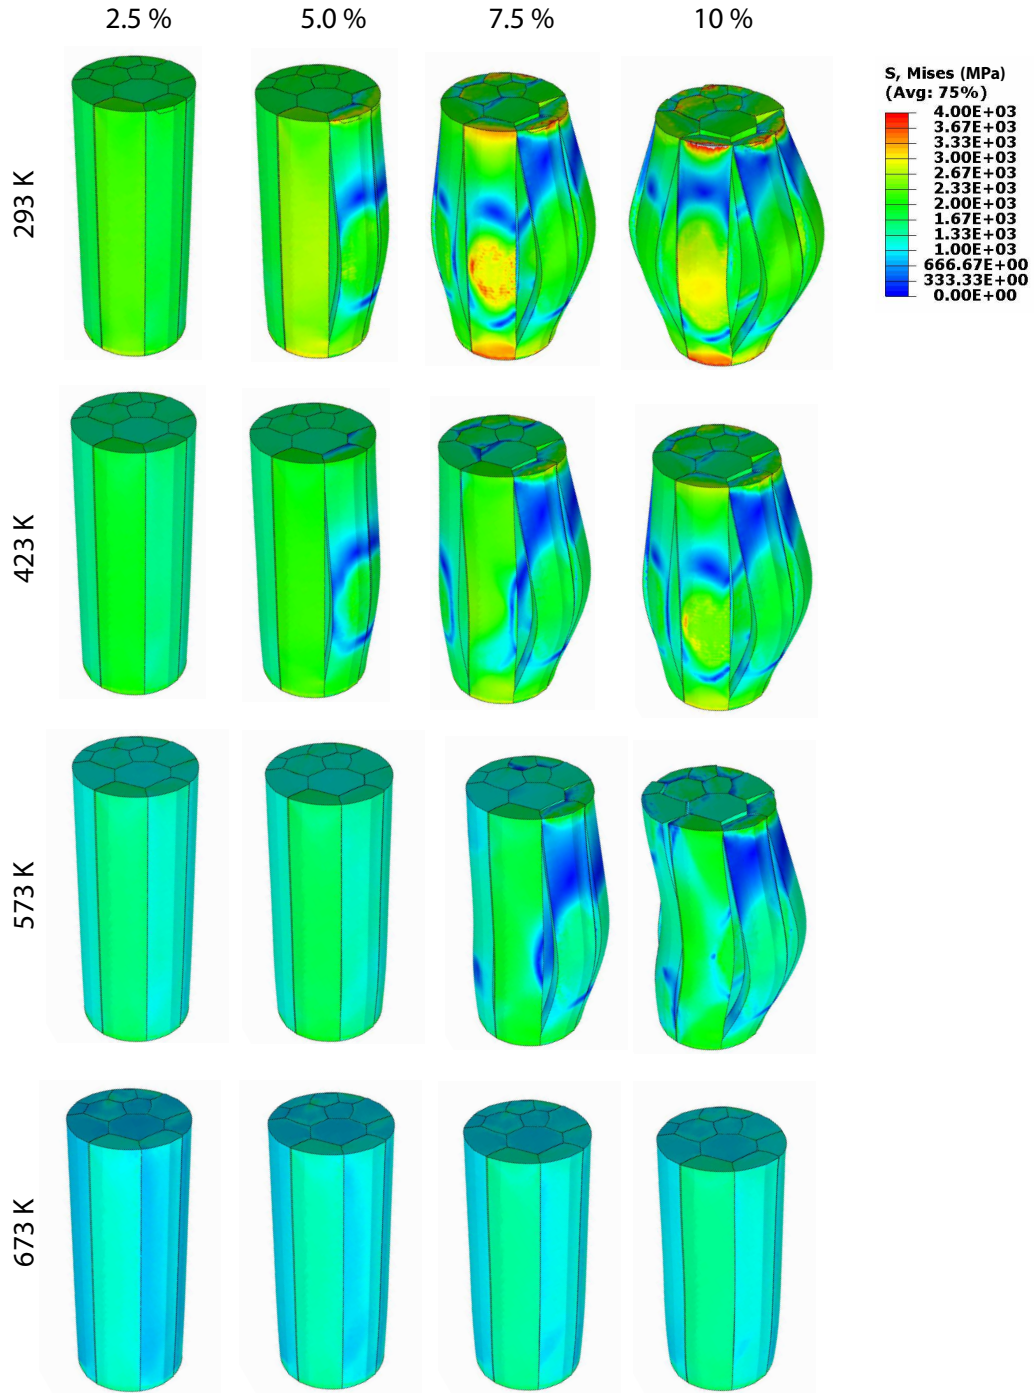 2.5 %
5.0 %
7.5 %
10 %
S, Mises (MPa)
(Avg: 75%)
4.00E+03
3.67E+03
3.33E+03
3.00E+03
2.67E+03
2.33E+03
2.00E+03
1.67E+03
1.33E+03
1.00E+03
666.67E+00
333.33E+00
0.00E+00
293 K
423 K
573 K
673 K